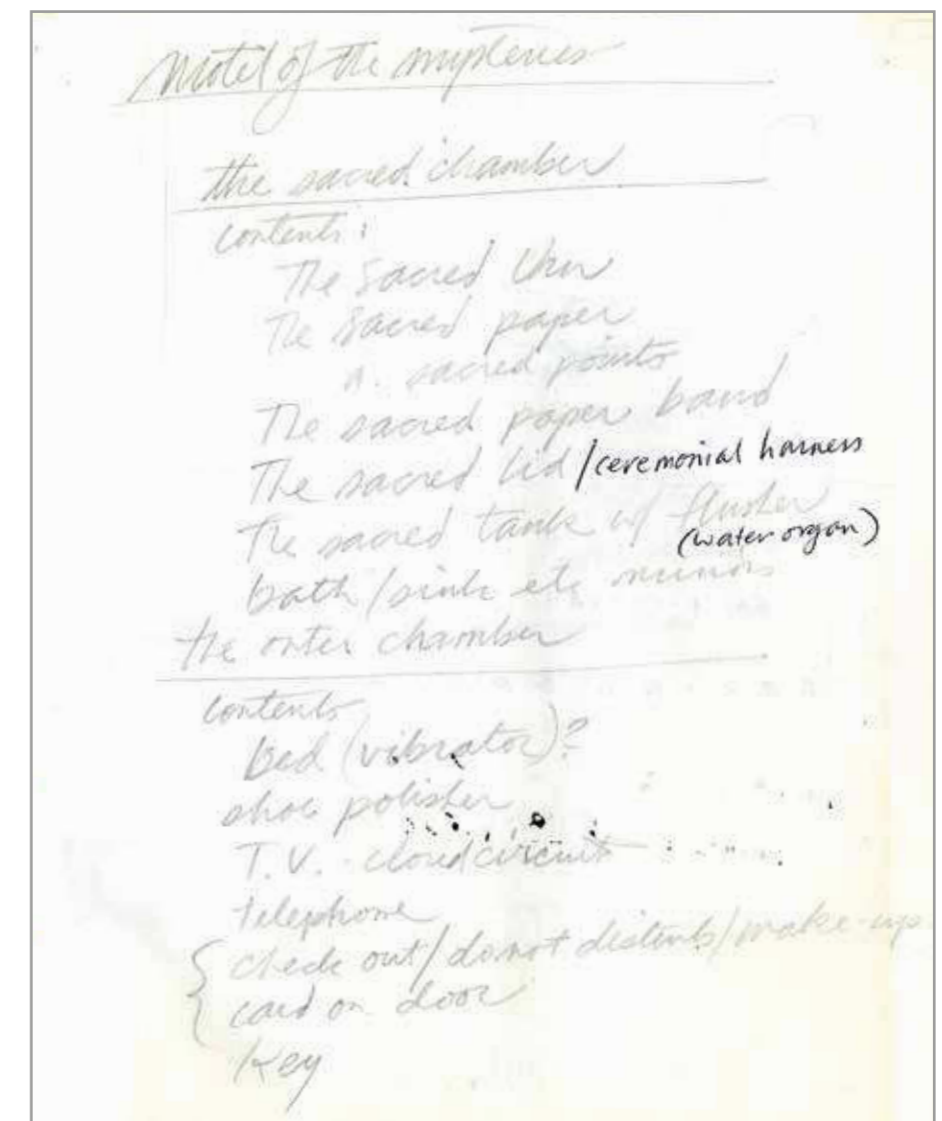 Motel of the mysteries
the sacred chamber
contents:
The Sacred Urn
The Sacred paper
a. sacred points
The sacred paper band
The sacred lid /ceremonial harness
The sacred tank w/ flusher
(water organ)
bath/sink etc mirrors
the outer chamber
contents
bed (vibrator)?
shoe polisher
T.V. closed circuit
telephone
check out/do not disturb/make-up
card on door
Key